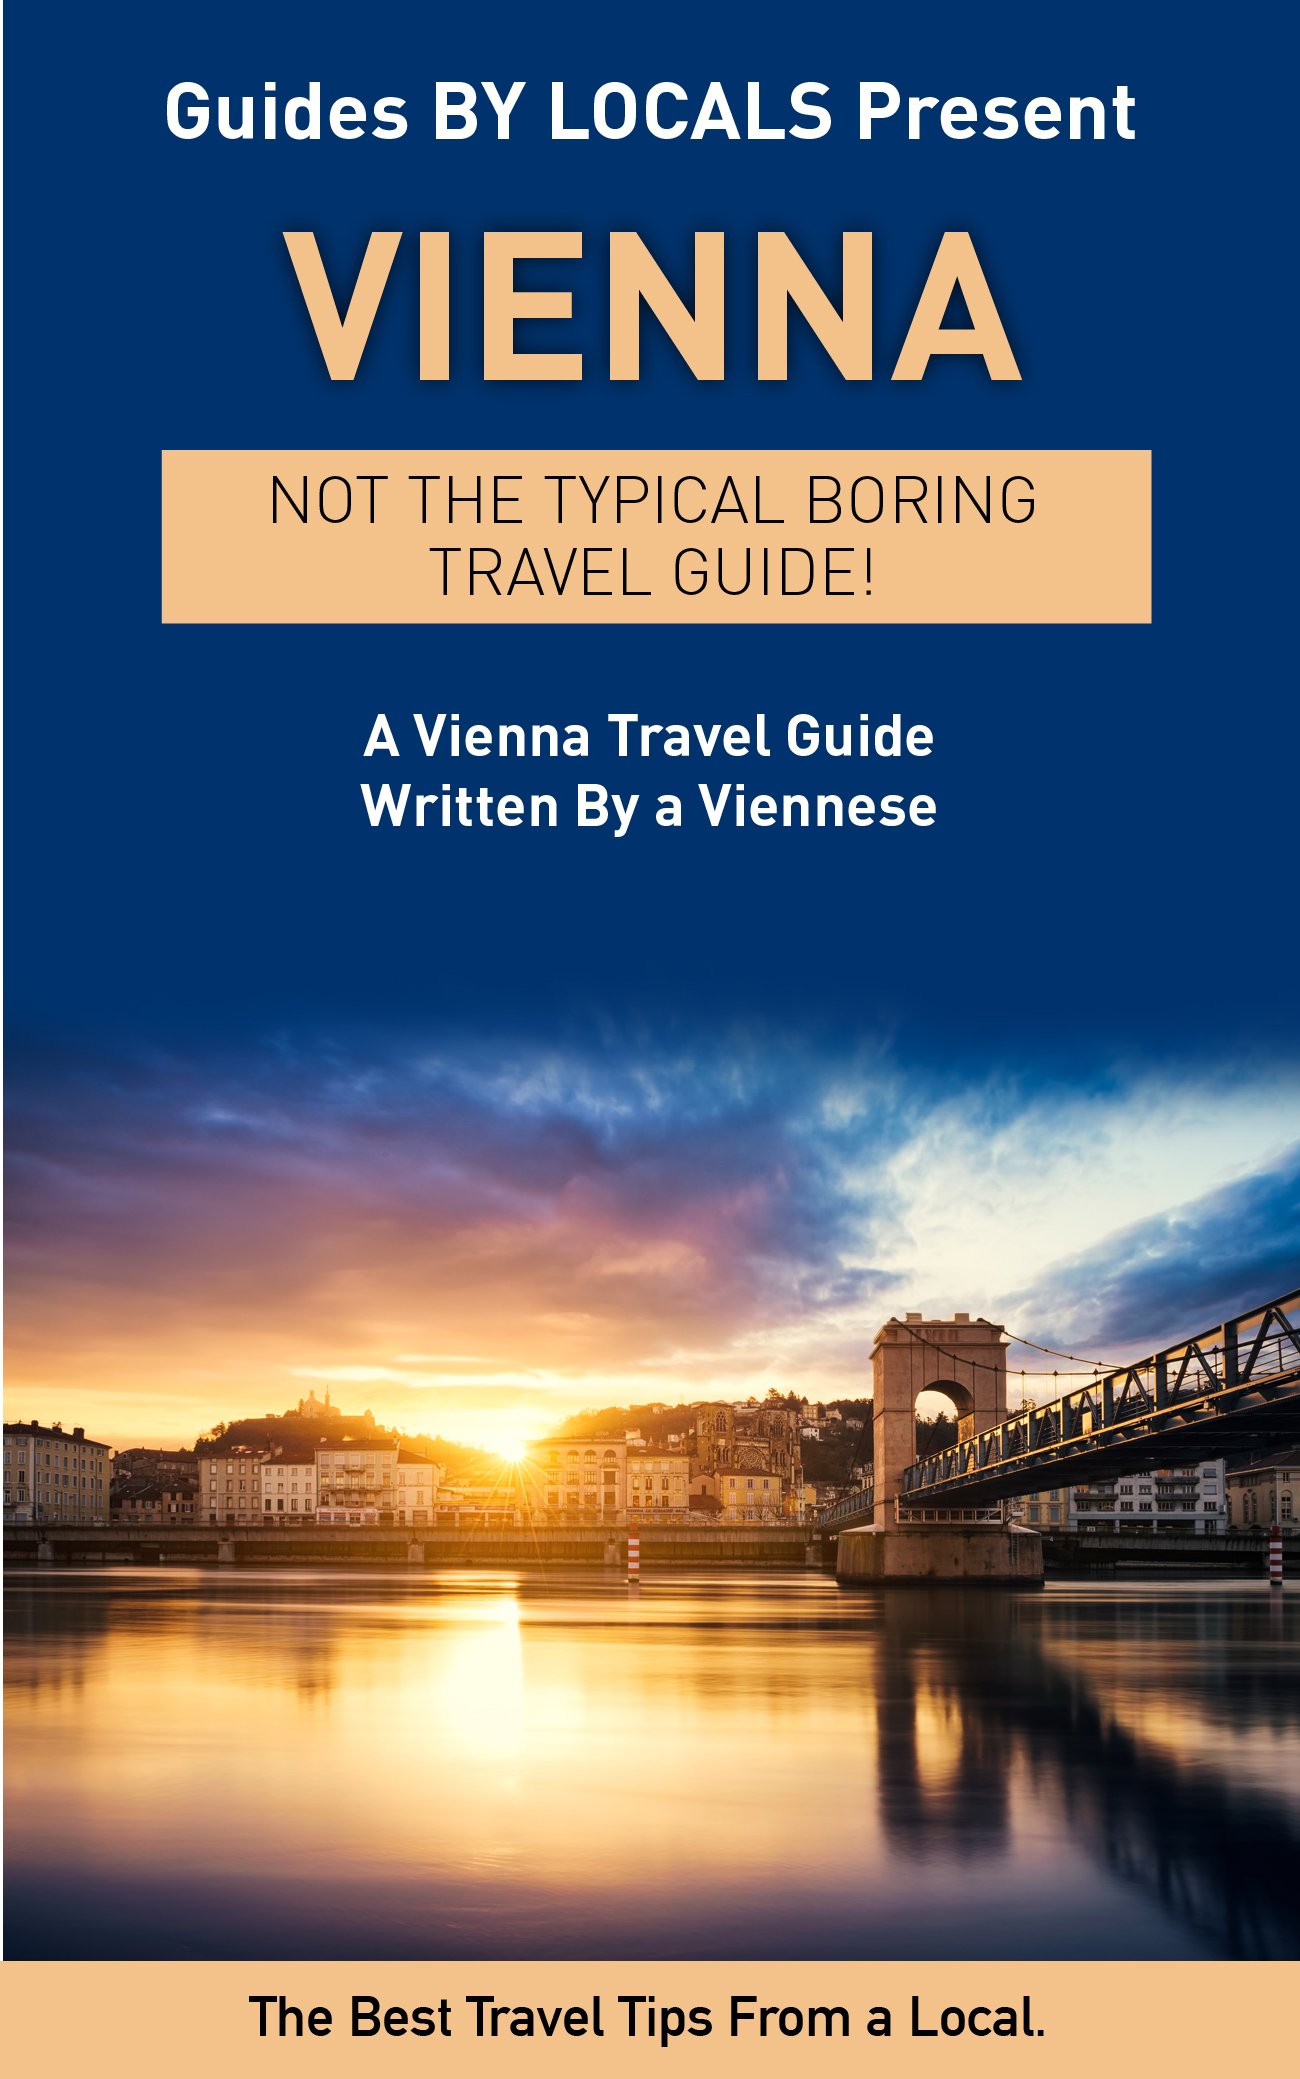 Guides BY LOCALS Present
VIENNA
NOT THE TYPICAL BORING
TRAVEL GUIDE!
A Vienna Travel Guide
Written By a Viennese
The Best Travel Tips From a Local.